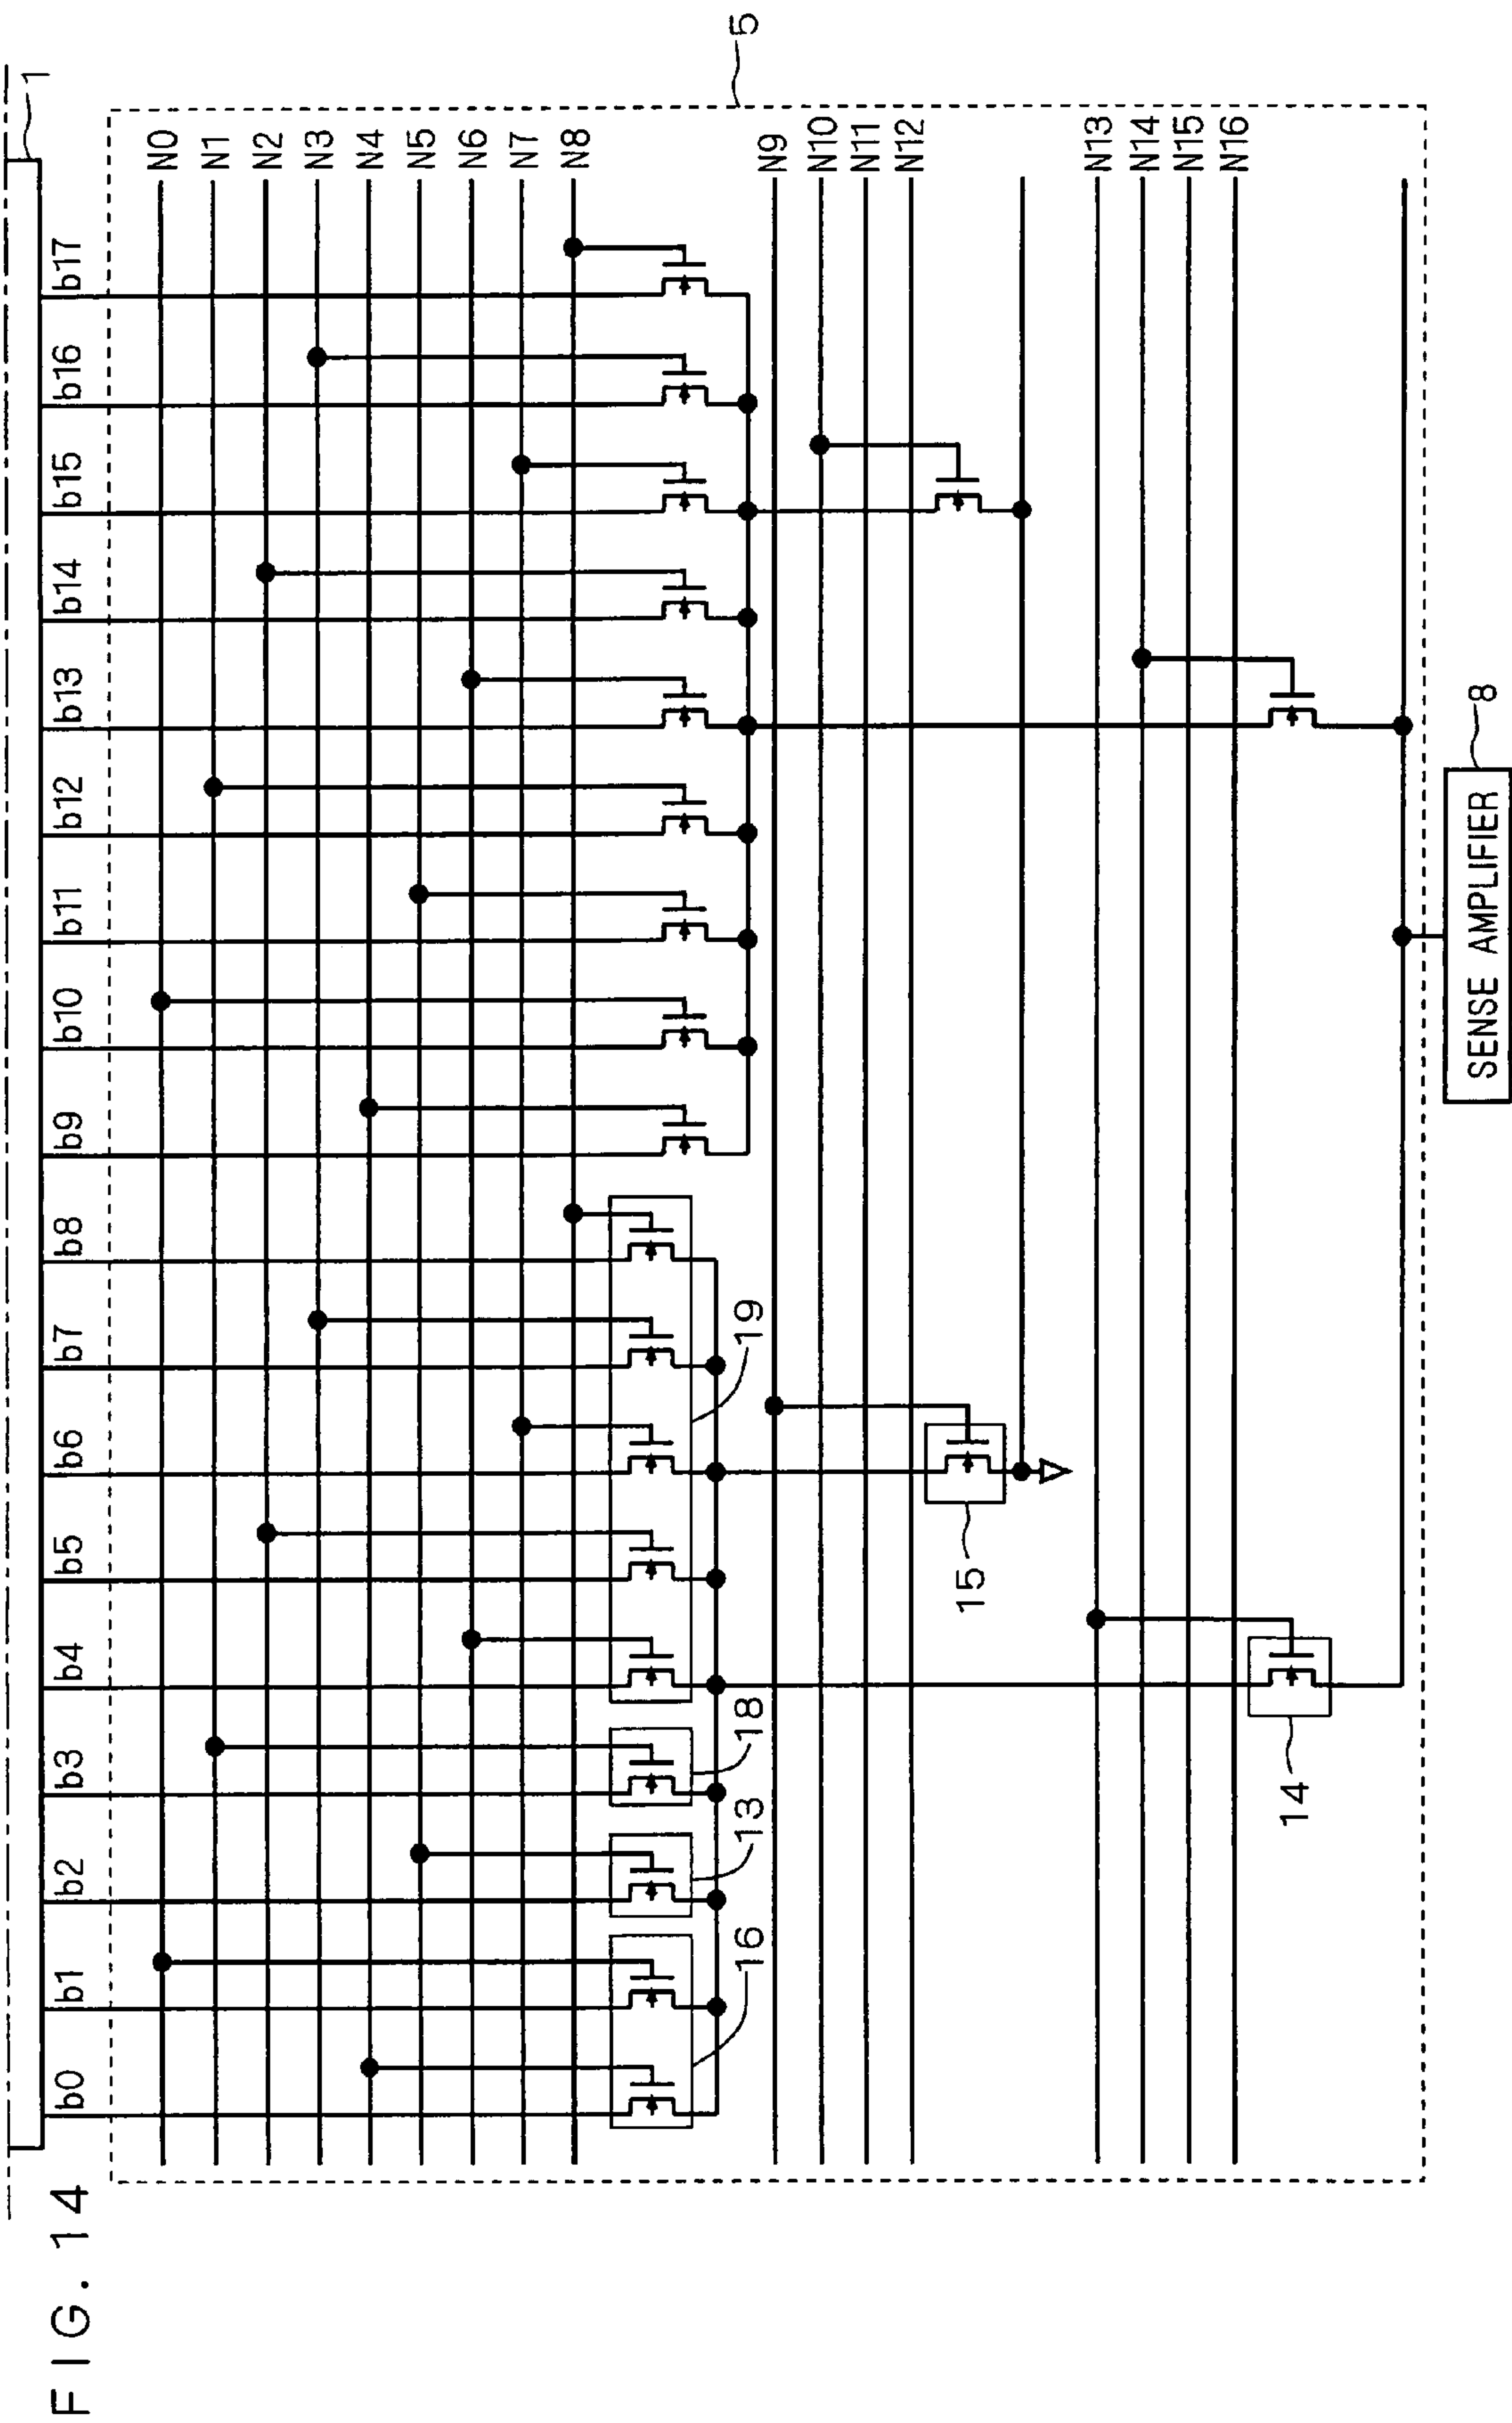 FIG. 14
1
b0 b1 b2 b3 b4 b5 b6 b7 b8 b9 b10 b11 b12 b13 b14 b15 b16 b17
5
N0
N1
N2
N3
N4
N5
N6
N7
N8
16 13 18 19
N9
N10
N11
N12
15
N13
N14
N15
N16
14
8
SENSE AMPLIFIER